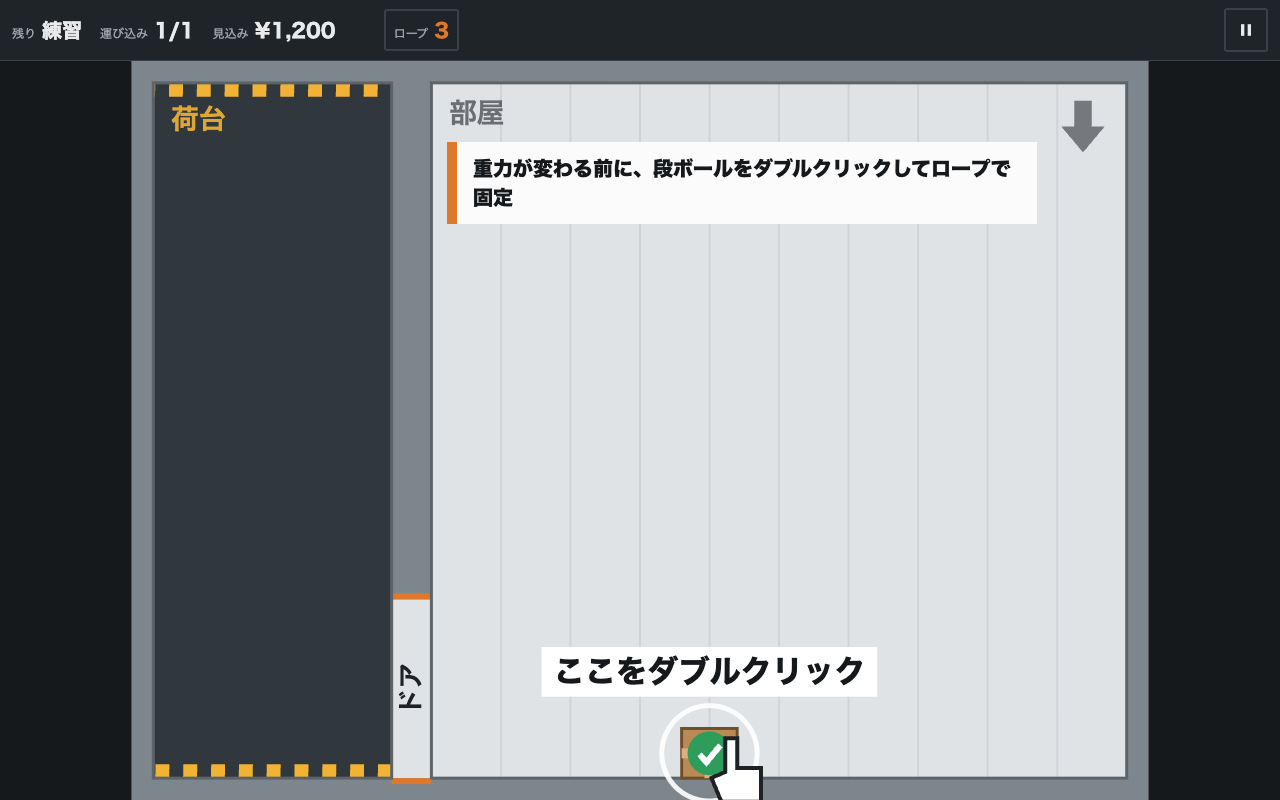 残り 練習 運び込み 1/1 見込み ¥1,200 ロープ 3
荷台
部屋
重力が変わる前に、段ボールをダブルクリックしてロープで
固定
ここをダブルクリック
ドア